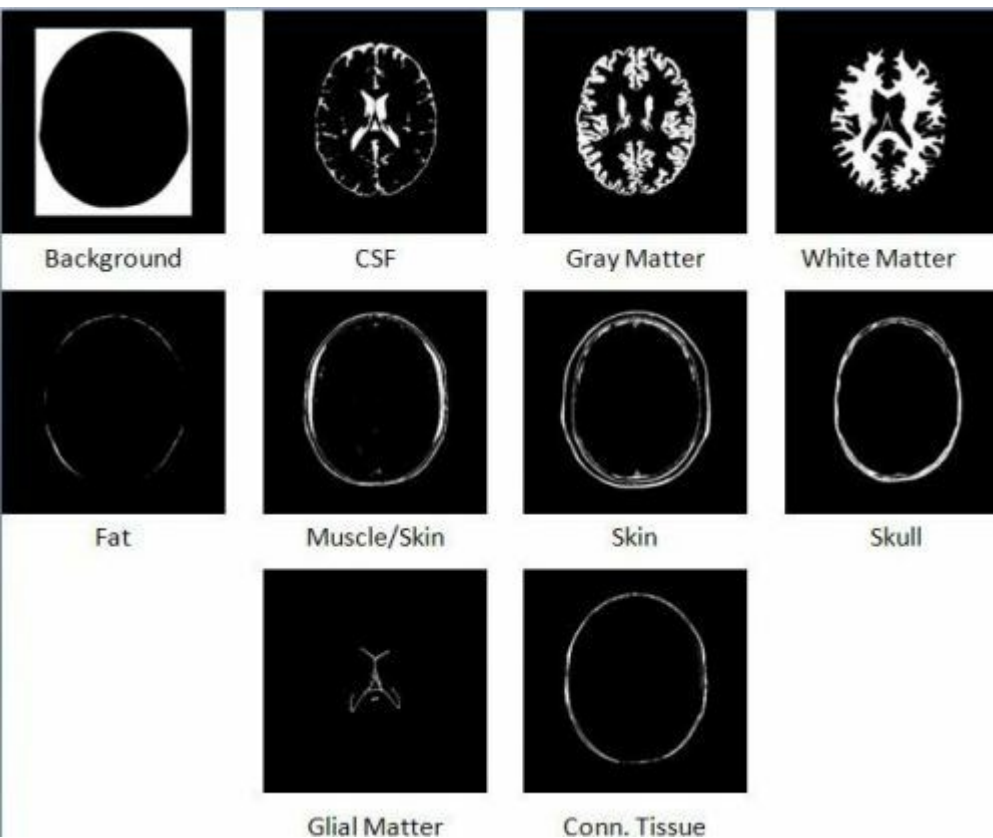 Background CSF Gray Matter White Matter
Fat Muscle/Skin Skin Skull
Glial Matter Conn. Tissue